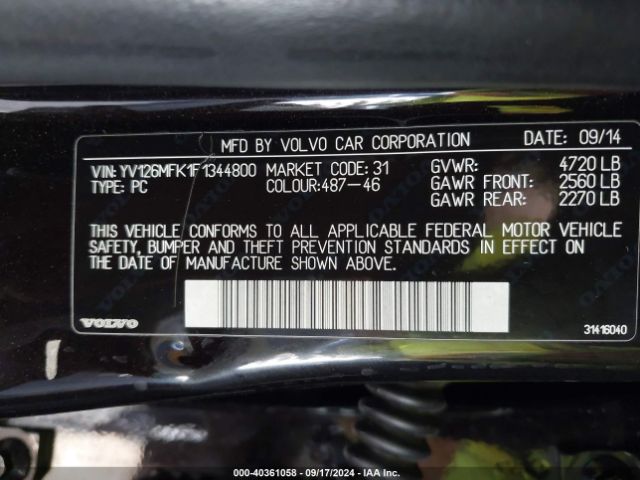 MFD BY VOLVO CAR CORPORATION DATE: 09/14
VIN: YV126MFK1F1344800 MARKET CODE: 31 GVWR: 4720 LB
TYPE: PC COLOUR:487-46 GAWR FRONT: 2560 LB
GAWR REAR: 2270 LB
THIS VEHICLE CONFORMS TO ALL APPLICABLE FEDERAL MOTOR VEHICLE
SAFETY, BUMPER AND THEFT PREVENTION STANDARDS IN EFFECT ON
THE DATE OF MANUFACTURE SHOWN ABOVE.
VOLVO 31416040
000-40361058 - 09/17/2024 - IAA Inc.